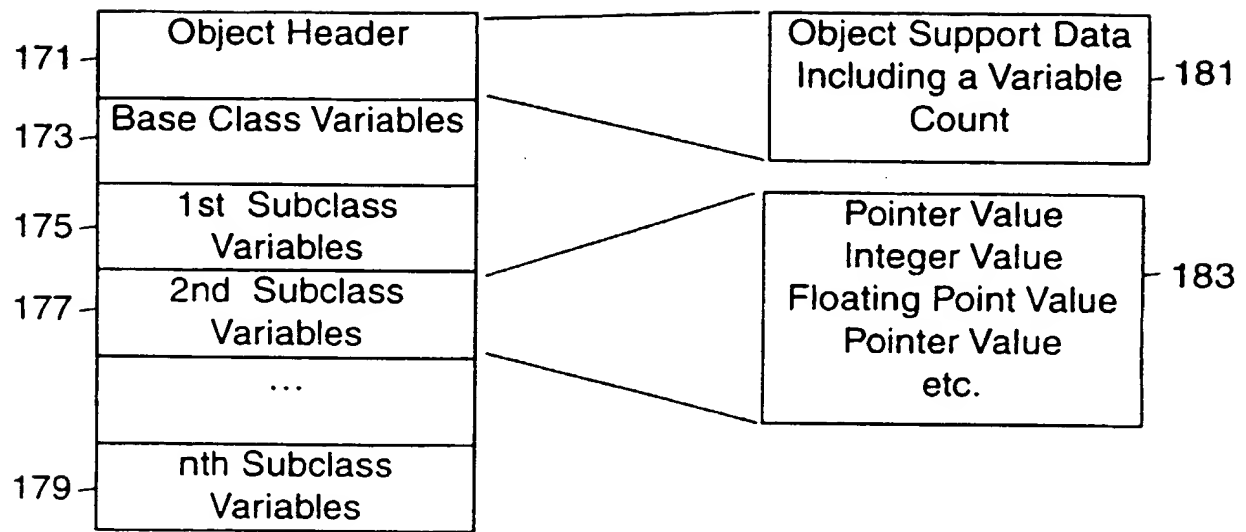 Object Header
171
Base Class Variables
173
1st Subclass
Variables
175
2nd Subclass
Variables
177
...
nth Subclass
Variables
179
Object Support Data
Including a Variable
Count
181
Pointer Value
Integer Value
Floating Point Value
Pointer Value
etc.
183